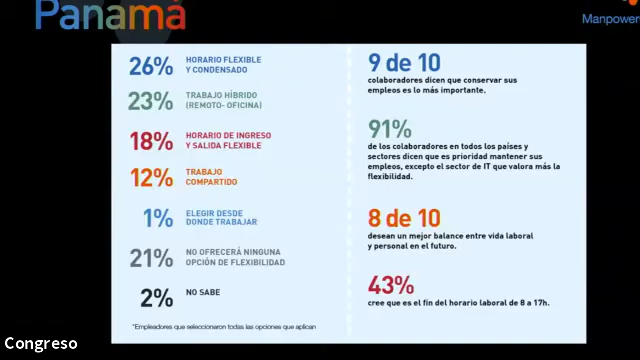 Panamá
Manpower
26% HORARIO FLEXIBLE
Y CONDENSADO
23% TRABAJO HÍBRIDO
(REMOTO- OFICINA)
18% HORARIO DE INGRESO
Y SALIDA FLEXIBLE
12% TRABAJO
COMPARTIDO
1% ELEGIR DESDE
DONDE TRABAJAR
21% NO OFRECERÁ NINGUNA
OPCIÓN DE FLEXIBILIDAD
2% NO SABE
*Empleadores que seleccionaron todas las opciones que aplican
9 de 10
colaboradores dicen que conservar sus
empleos es lo más importante.
91%
de los colaboradores en todos los países y
sectores dicen que es prioridad mantener sus
empleos, excepto el sector de IT que valora más la
flexibilidad.
8 de 10
desean un mejor balance entre vida laboral
y personal en el futuro.
43%
cree que es el fin del horario laboral de 8 a 17h.
Congreso